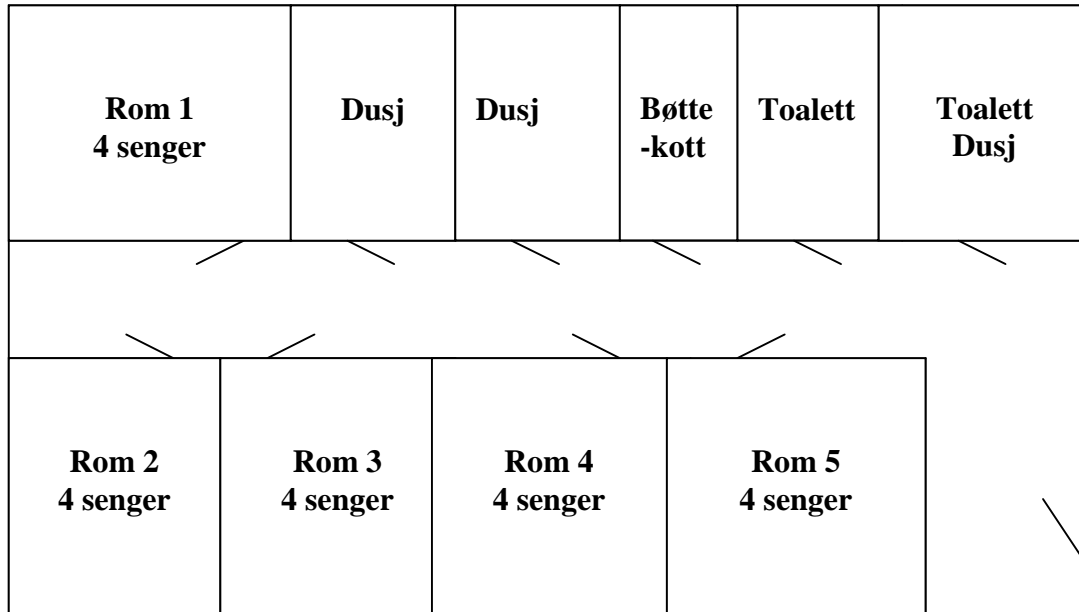 Rom 1
4 senger
Dusj
Dusj
Bøtte
-kott
Toalett
Toalett
Dusj
Rom 2
4 senger
Rom 3
4 senger
Rom 4
4 senger
Rom 5
4 senger